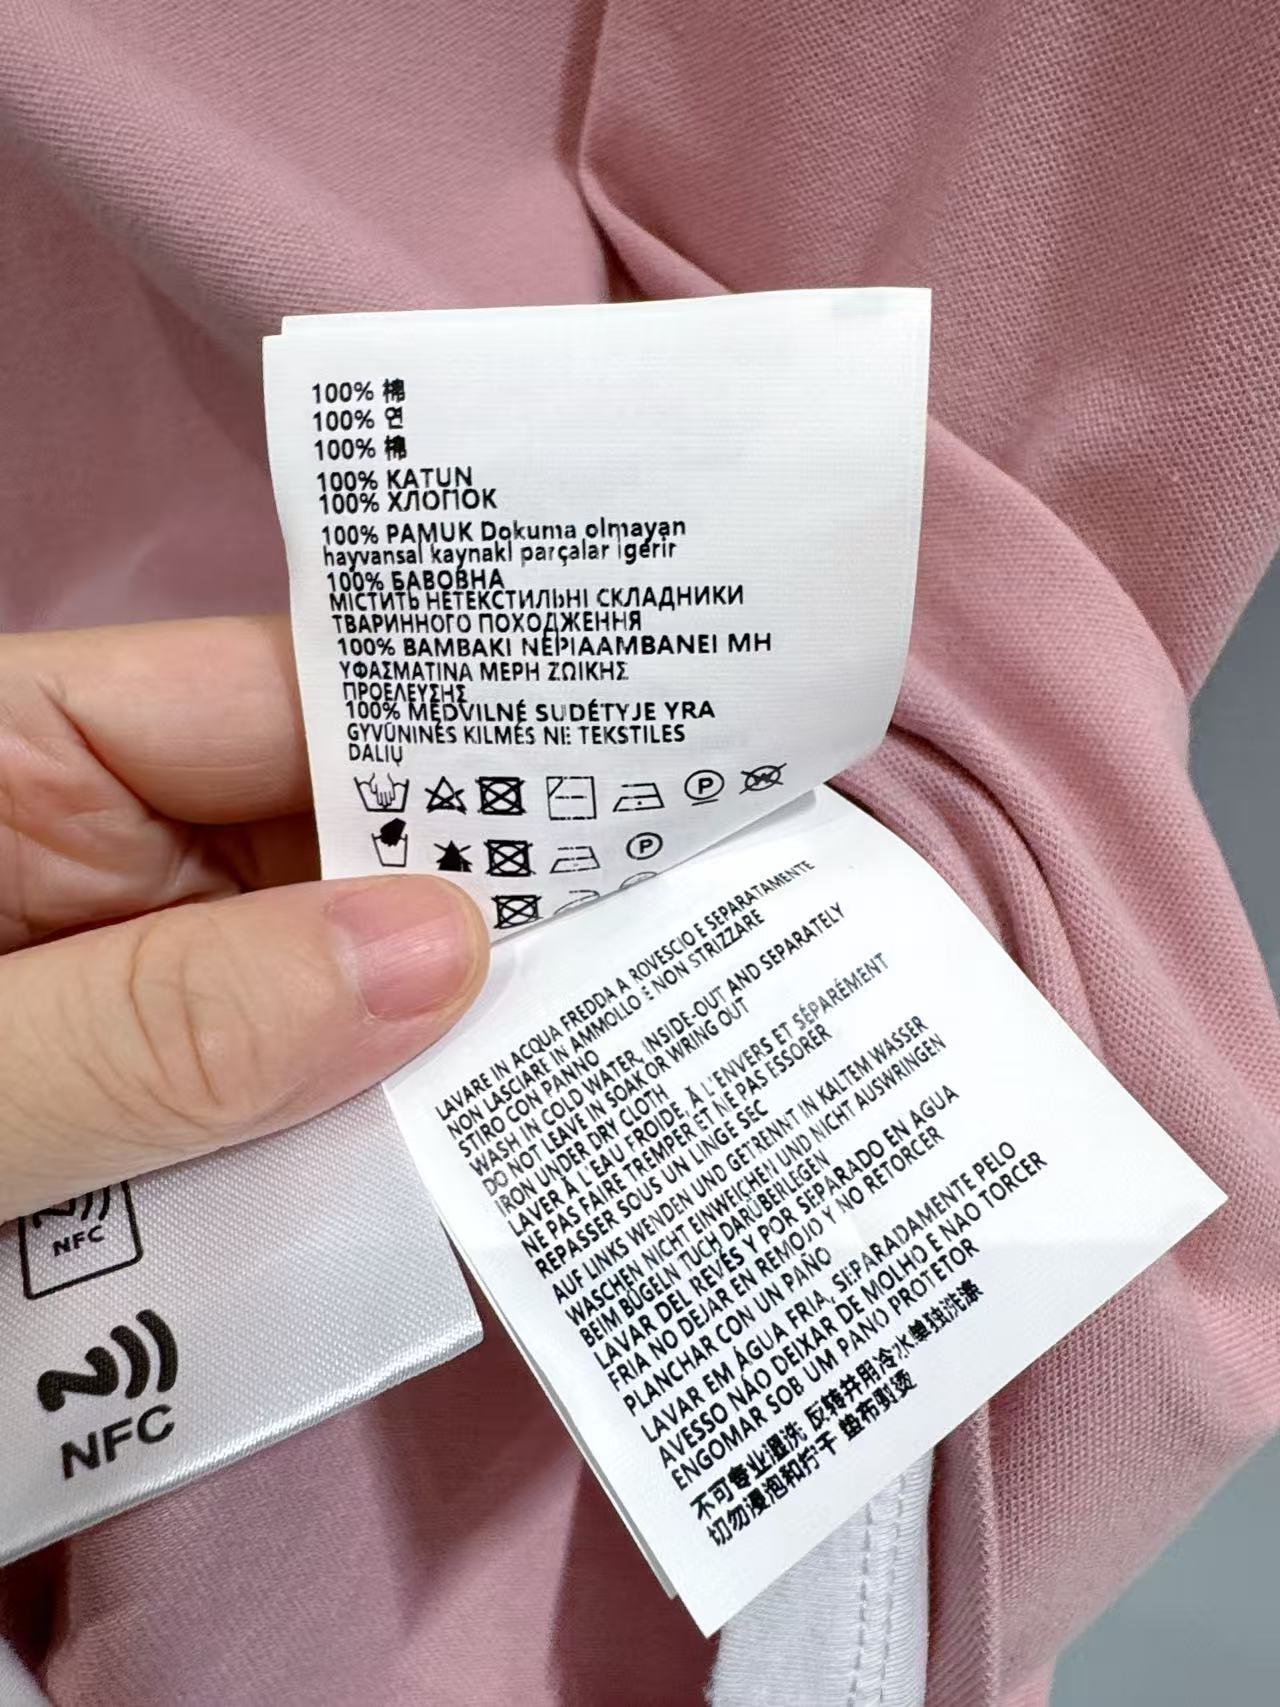 100% 棉
100% 면
100% 棉
100% KATUN
100% ХЛОПОК
100% PAMUK Dokuma olmayan
hayvansal kaynakl parçalar igerir
100% БАВОВНА
МІСТИТЬ НЕТЕКСТИЛЬНІ СКЛАДНИКИ
ТВАРИННОГО ПОХОДЖЕННЯ
100% BAMBAKI NEPIAAMBANEI MH
ΥΦΑΣΜΑΤΙΝΑ ΜΕΡΗ ΖΩΙΚΗΣ
ΠΡΟΕΛΕΥΣΗΣ
100% MEDVILNĖ SUDĖTYJE YRA
GYVŪNINĖS KILMĖS NE TEKSTILĖS
DALIŲ
P
W
P
LAVARE IN ACQUA FREDDA A ROVESCIO E SEPARATAMENTE
NON LASCIARE IN AMMOLLO E NON STRIZZARE
STIRO CON PANNO
WASH IN COLD WATER, INSIDE-OUT AND SEPARATELY
DO NOT LEAVE IN SOAK OR WRING OUT
IRON UNDER DRY CLOTH
LAVER À L'EAU FROIDE, À L'ENVERS ET SÉPARÉMENT
NE PAS FAIRE TREMPER ET NE PAS ESSORER
REPASSER SOUS UN LINGE SEC
AUF LINKS WENDEN UND GETRENNT IN KALTEM WASSER
WASCHEN NICHT EINWEICHEN UND NICHT AUSWRINGEN
BEIM BÜGELN TUCH DARÜBERLEGEN
LAVAR DEL REVÉS Y POR SEPARADO EN AGUA
FRIA NO DEJAR EN REMOJO Y NO RETORCER
PLANCHAR CON UN PAÑO
LAVAR EM ÁGUA FRIA, SEPARADAMENTE PELO
AVESSO NÃO DEIXAR DE MOLHO E NAO TORCER
ENGOMAR SOB UM PANO PROTETOR
不可专业湿洗 反转并用冷水单独洗涤
切勿浸泡和拧干 垫布熨烫
NFC
NFC